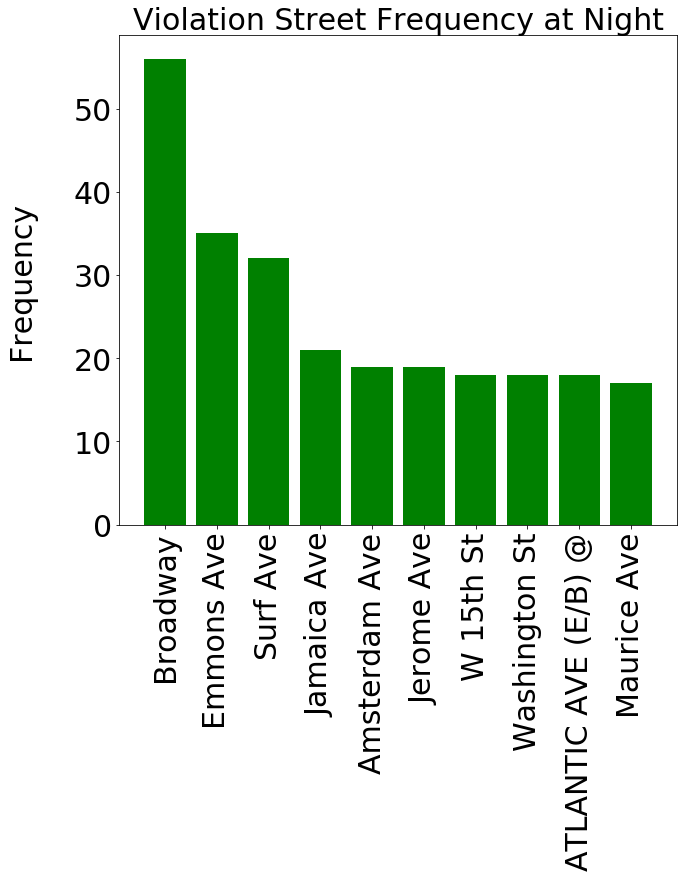 Violation Street Frequency at Night
Frequency
50
40
30
20
10
0
Broadway
Emmons Ave
Surf Ave
Jamaica Ave
Amsterdam Ave
Jerome Ave
W 15th St
Washington St
ATLANTIC AVE (E/B) @
Maurice Ave